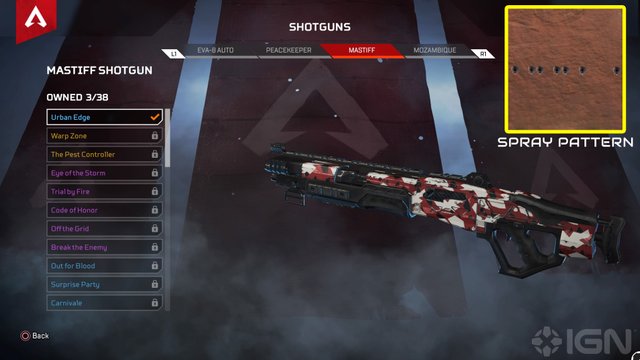 SHOTGUNS
L1 EVA-8 AUTO PEACEKEEPER MASTIFF MOZAMBIQUE R1
MASTIFF SHOTGUN
OWNED 3/38
Urban Edge
Warp Zone
The Pest Controller
Eye of the Storm
Trial by Fire
Code of Honor
Off the Grid
Break the Enemy
Out for Blood
Surprise Party
Carnivale
Back
SPRAY PATTERN
IGN